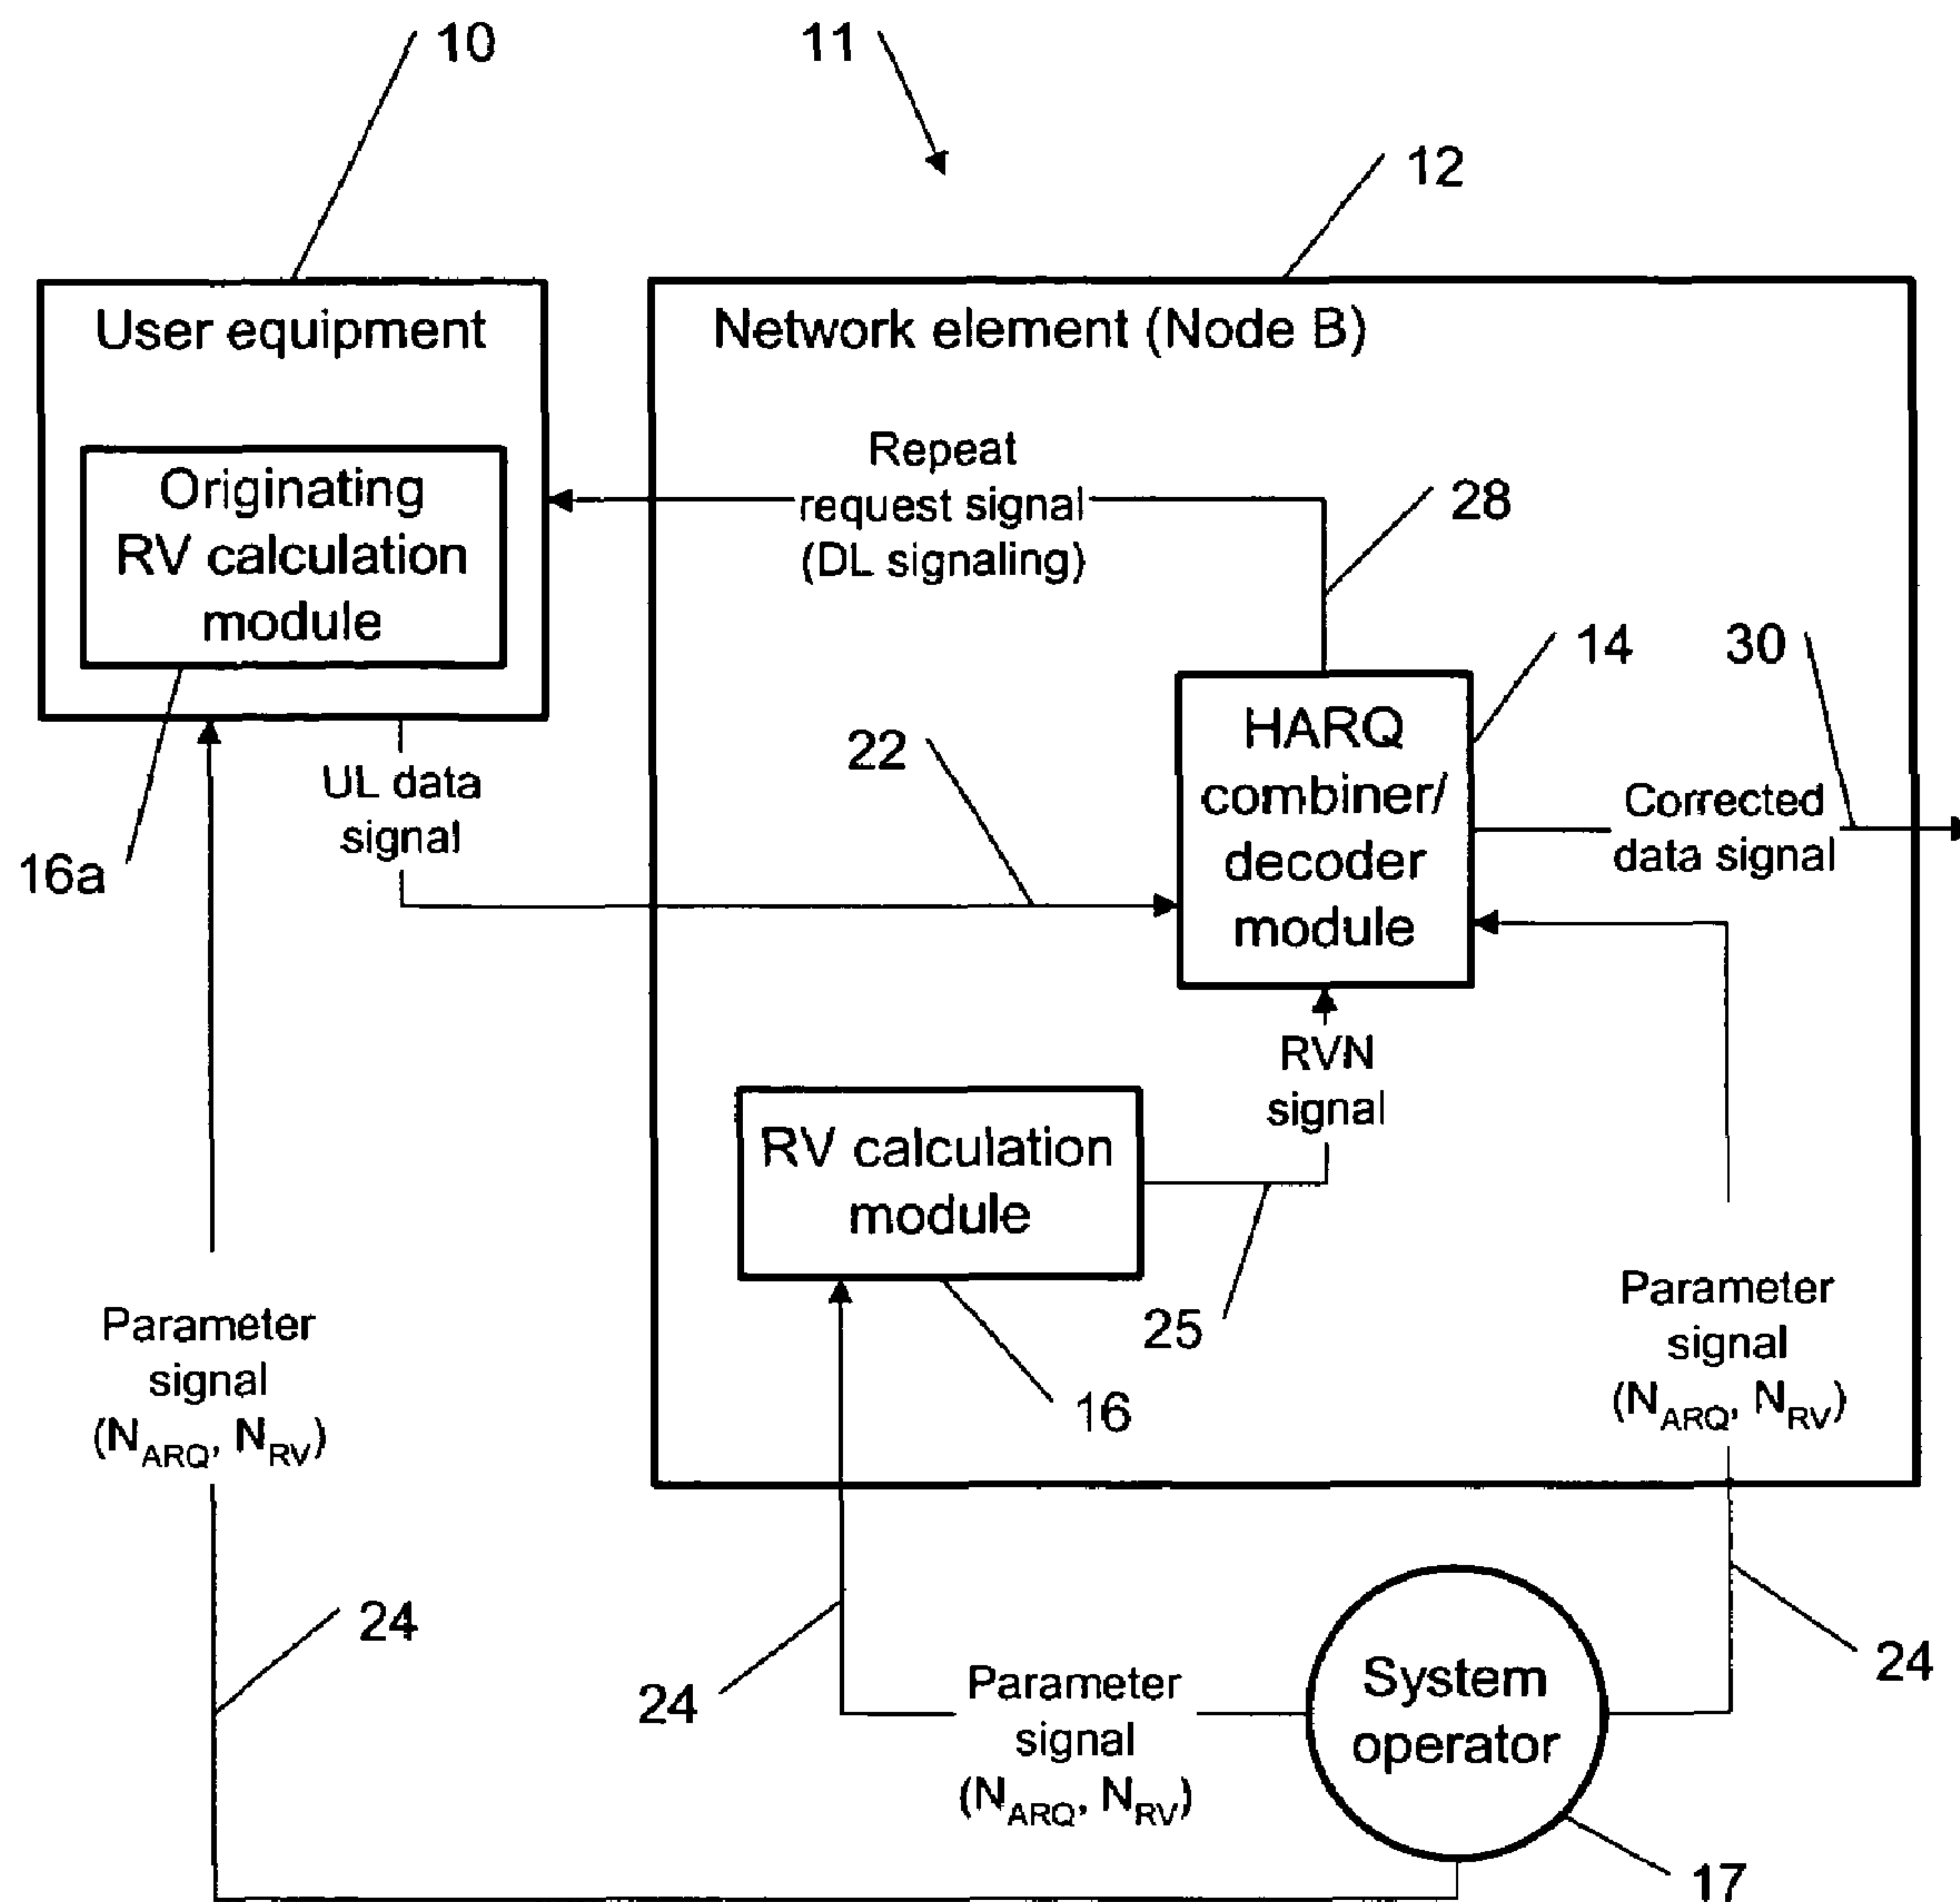 10
11
12
User equipment
Network element (Node B)
Originating
RV calculation
module
Repeat
request signal
(DL signaling)
28
14
30
HARQ
combiner/
decoder
module
22
UL data
signal
16a
Corrected
data signal
RVN
signal
RV calculation
module
25
16
Parameter
signal
(N_ARQ, N_RV)
Parameter
signal
(N_ARQ, N_RV)
24
24
24
Parameter
signal
(N_ARQ, N_RV)
System
operator
17